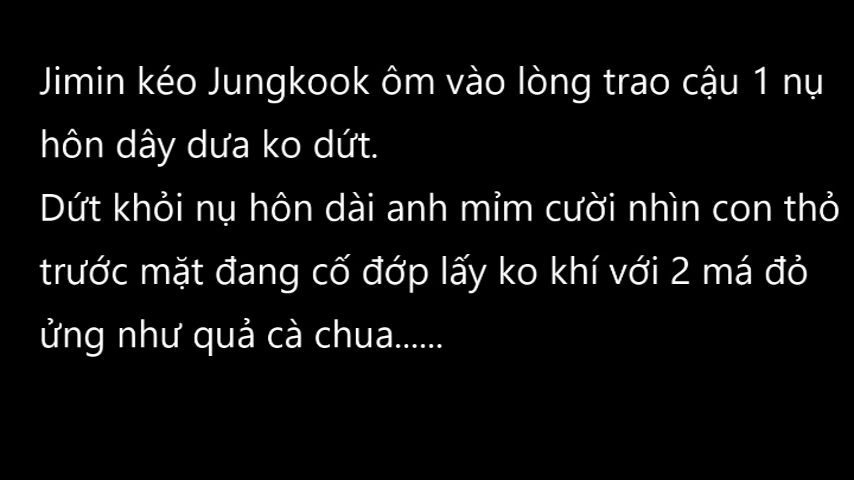 Jimin kéo Jungkook ôm vào lòng trao cậu 1 nụ
hôn dây dưa ko dứt.
Dứt khỏi nụ hôn dài anh mỉm cười nhìn con thỏ
trước mặt đang cố đớp lấy ko khí với 2 má đỏ
ửng như quả cà chua......